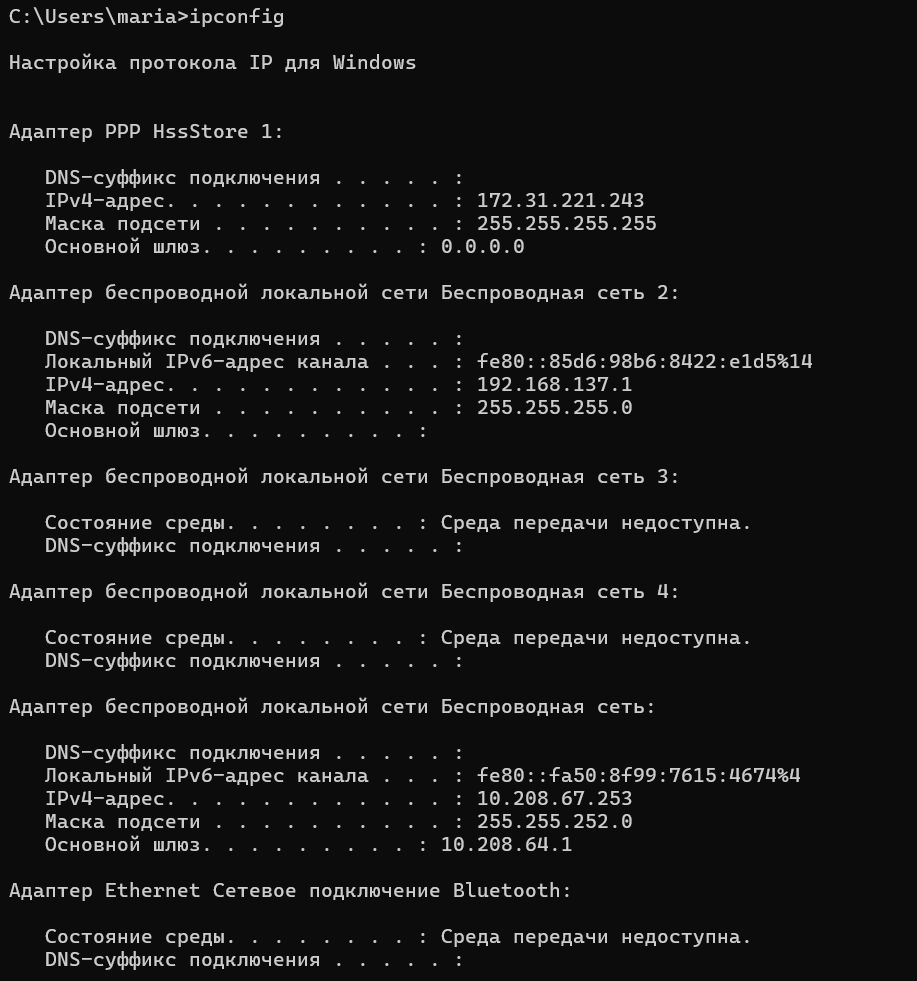 C:\Users\maria>ipconfig
Настройка протокола IP для Windows
Адаптер PPP HssStore 1:
DNS-суффикс подключения . . . . . :
IPv4-адрес. . . . . . . . . . . . : 172.31.221.243
Маска подсети . . . . . . . . . . : 255.255.255.255
Основной шлюз. . . . . . . . . : 0.0.0.0
Адаптер беспроводной локальной сети Беспроводная сеть 2:
DNS-суффикс подключения . . . . . :
Локальный IPv6-адрес канала . . . : fe80::85d6:98b6:8422:e1d5%14
IPv4-адрес. . . . . . . . . . . . : 192.168.137.1
Маска подсети . . . . . . . . . . : 255.255.255.0
Основной шлюз. . . . . . . . . :
Адаптер беспроводной локальной сети Беспроводная сеть 3:
Состояние среды. . . . . . . . : Среда передачи недоступна.
DNS-суффикс подключения . . . . . :
Адаптер беспроводной локальной сети Беспроводная сеть 4:
Состояние среды. . . . . . . . : Среда передачи недоступна.
DNS-суффикс подключения . . . . . :
Адаптер беспроводной локальной сети Беспроводная сеть:
DNS-суффикс подключения . . . . . :
Локальный IPv6-адрес канала . . . : fe80::fa50:8f99:7615:4674%4
IPv4-адрес. . . . . . . . . . . . : 10.208.67.253
Маска подсети . . . . . . . . . . : 255.255.252.0
Основной шлюз. . . . . . . . . : 10.208.64.1
Адаптер Ethernet Сетевое подключение Bluetooth:
Состояние среды. . . . . . . . : Среда передачи недоступна.
DNS-суффикс подключения . . . . . :